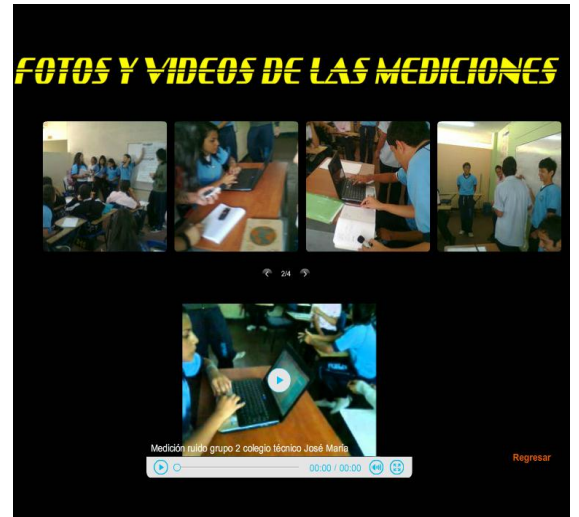 FOTOS Y VIDEOS DE LAS MEDICIONES
2/4
Medición ruido grupo 2 colegio técnico José María
00:00 / 00:00
Regresar